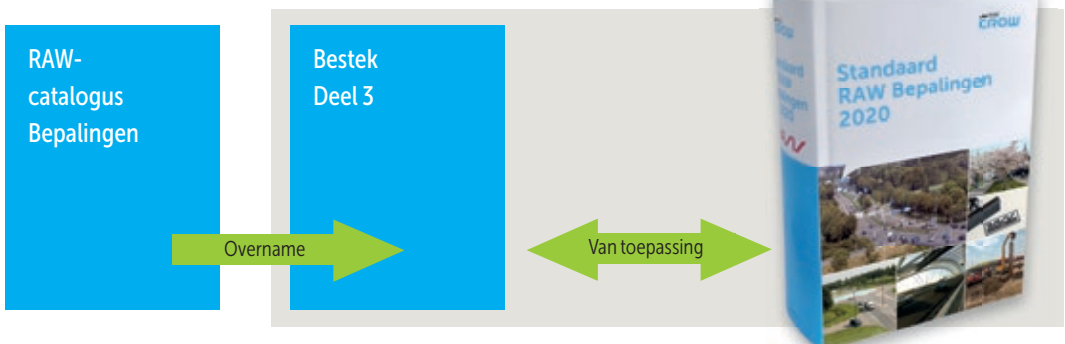 RAW-
catalogus
Bepalingen
Overname
Bestek
Deel 3
Van toepassing
CROW
Standaard
RAW Bepalingen
2020